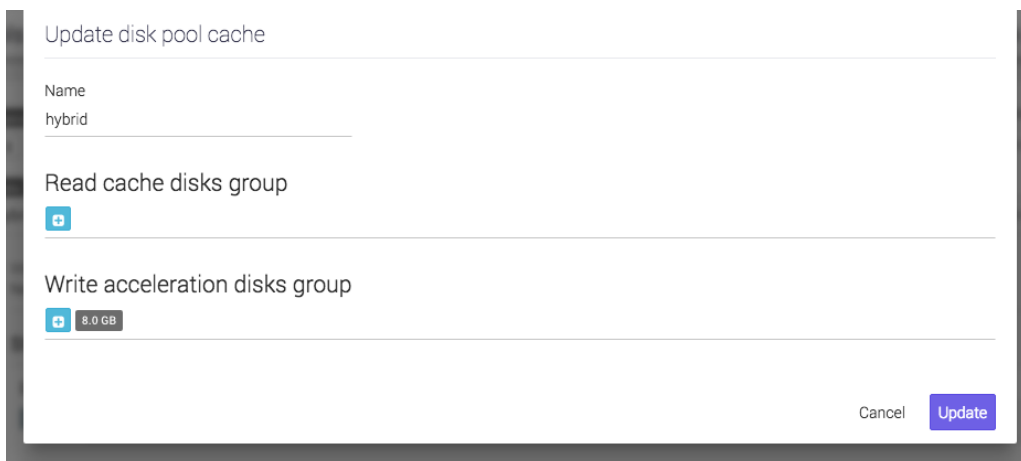 Update disk pool cache
Name
hybrid
Read cache disks group
Write acceleration disks group
8.0 GB
Cancel
Update